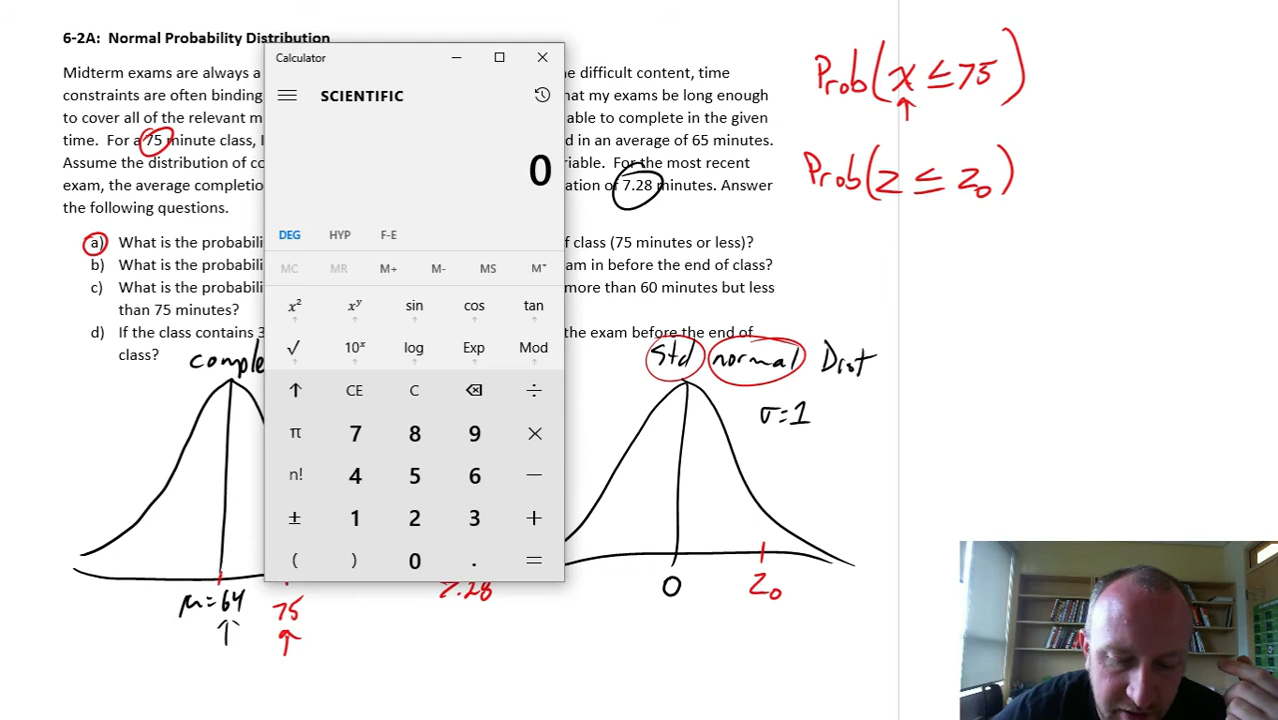 6-2A: Normal Probability Distribution
Midterm exams are always a
e difficult content, time
constraints are often binding
hat my exams be long enough
to cover all of the relevant m
able to complete in the given
time. For a 75 minute class, I
d in an average of 65 minutes.
Assume the distribution of co
riable. For the most recent
exam, the average completio
ation of 7.28 minutes. Answer
the following questions.
a) What is the probabili
of class (75 minutes or less)?
b) What is the probabili
am in before the end of class?
c) What is the probabili
more than 60 minutes but less
than 75 minutes?
d) If the class contains 3
the exam before the end of
class?
Prob(x ≤ 75)
Prob(z ≤ z₀)
Calculator
SCIENTIFIC
0
DEG HYP F-E
MC MR M+ M- MS M˅
x² xʸ sin cos tan
√ 10ˣ log Exp Mod
↑ CE C ⌫ ÷
π 7 8 9 ×
n! 4 5 6 −
± 1 2 3 +
( ) 0 . =
comple
Std normal Dist
σ=1
μ=64
75
7.28
0
z₀